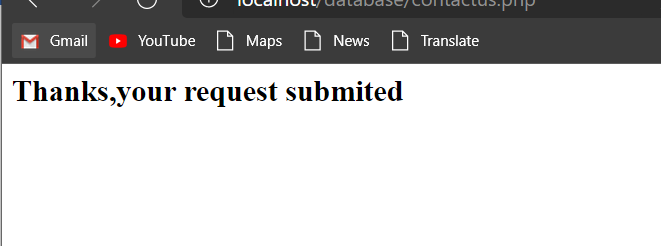 localhost/database/contactus.php
Gmail YouTube Maps News Translate
Thanks,your request submited